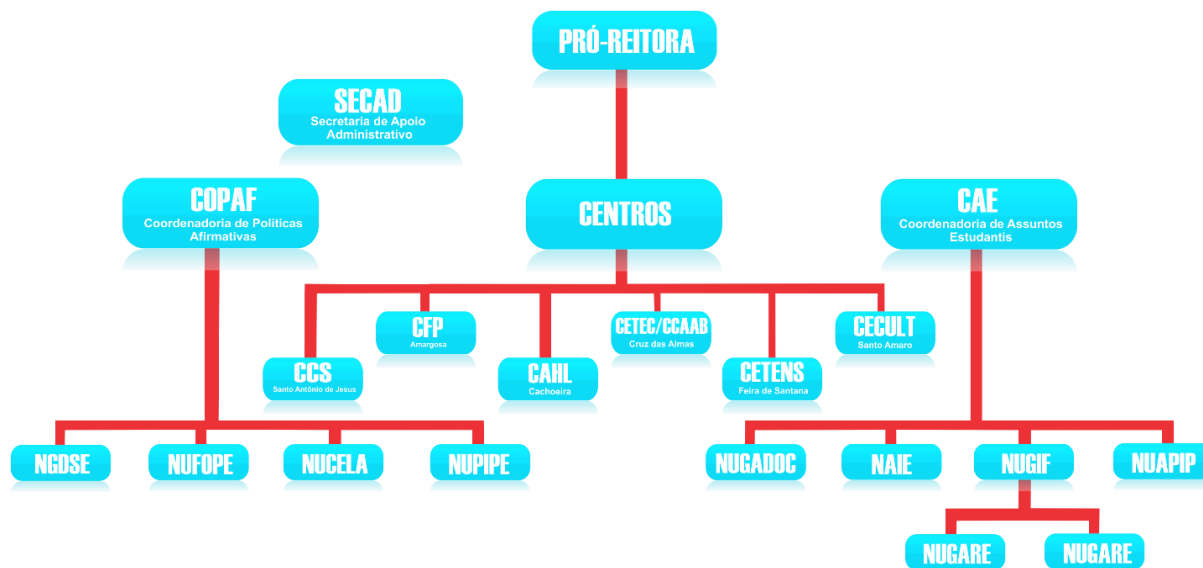 PRÓ-REITORA
SECAD
Secretaria de Apoio
Administrativo
COPAF
Coordenadoria de Políticas
Afirmativas
CENTROS
CAE
Coordenadoria de Assuntos
Estudantis
CFP
Amargosa
CETEC/CCAAB
Cruz das Almas
CECULT
Santo Amaro
CCS
Santo Antônio de Jesus
CAHL
Cachoeira
CETENS
Feira de Santana
NGDSE
NUFOPE
NUCELA
NUPIPE
NUGADOC
NAIE
NUGIF
NUAPIP
NUGARE
NUGARE